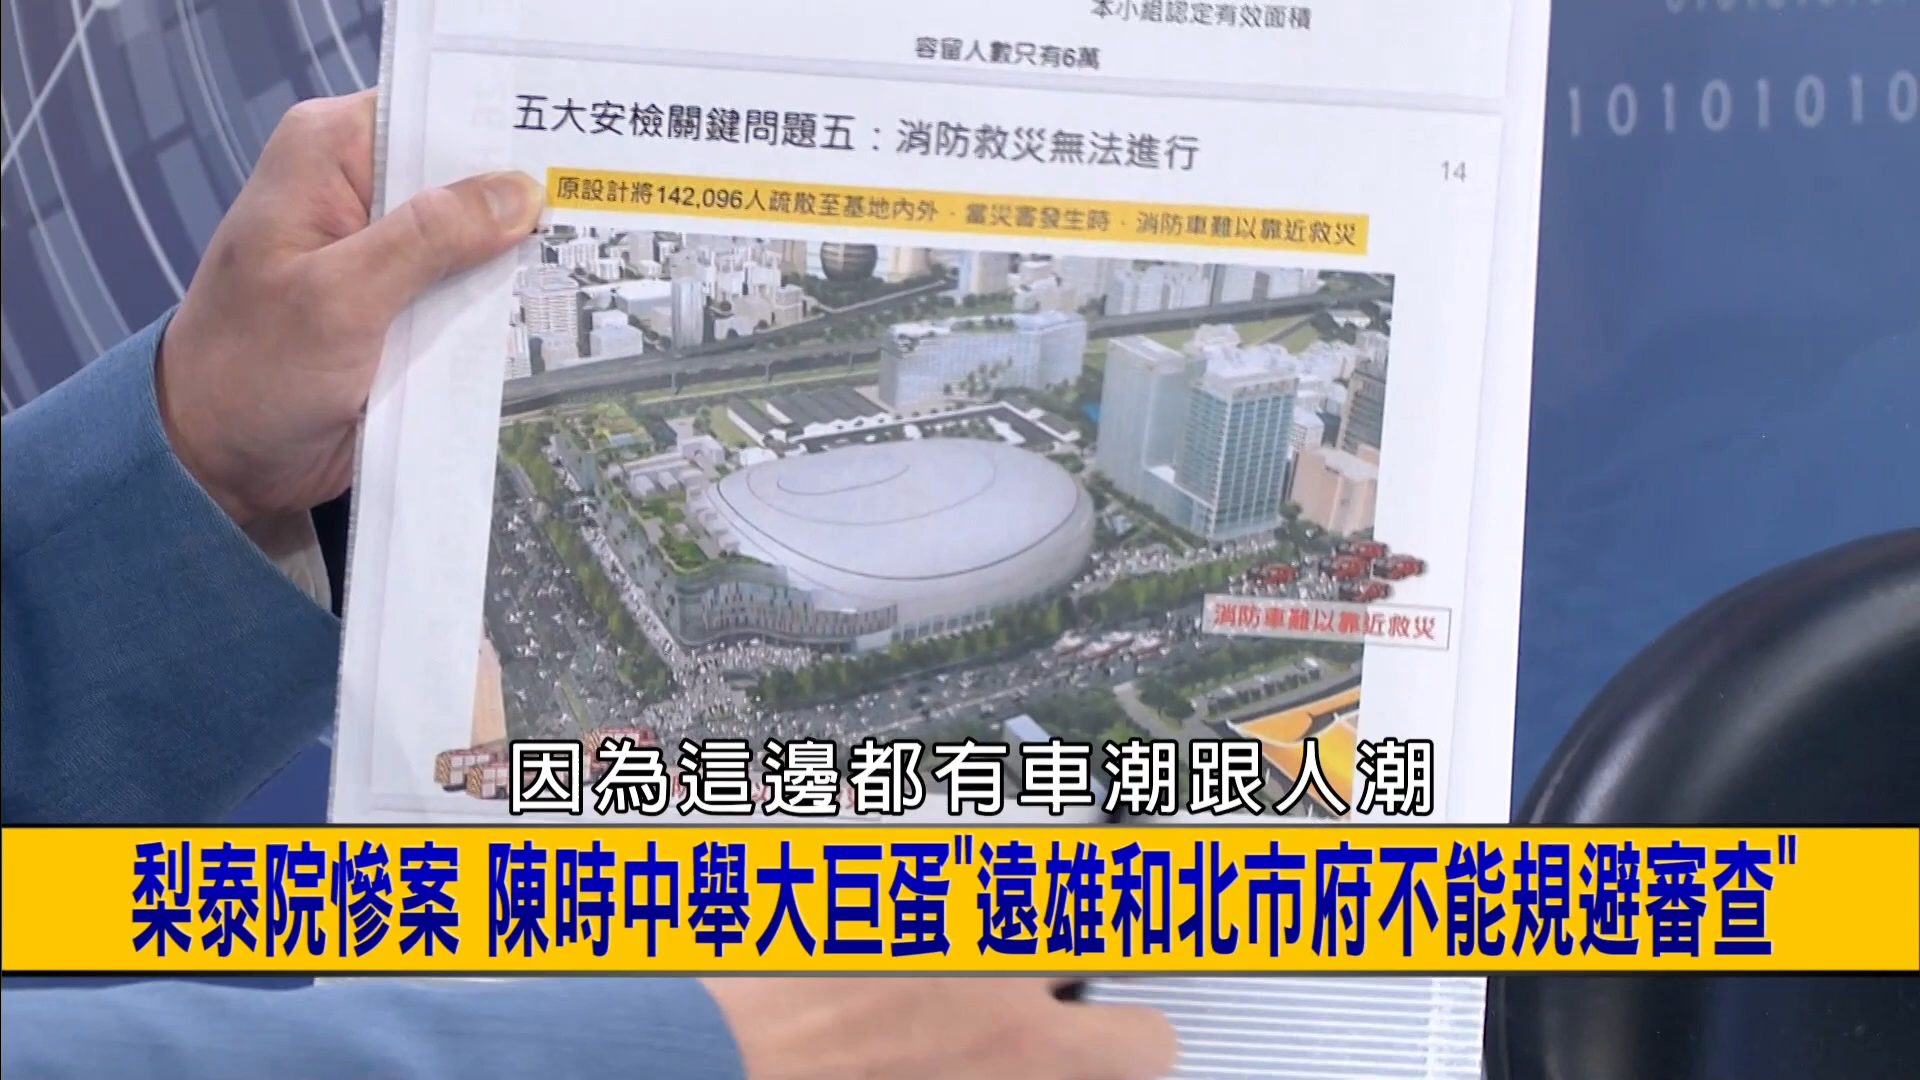 本小組認定有效面積
容留人數只有6萬
1010101010
五大安檢關鍵問題五：消防救災無法進行
14
原設計將142,096人疏散至基地內外，當災害發生時，消防車難以靠近救災
消防車難以靠近救災
因為這邊都有車潮跟人潮
梨泰院慘案 陳時中舉大巨蛋"遠雄和北市府不能規避審查"